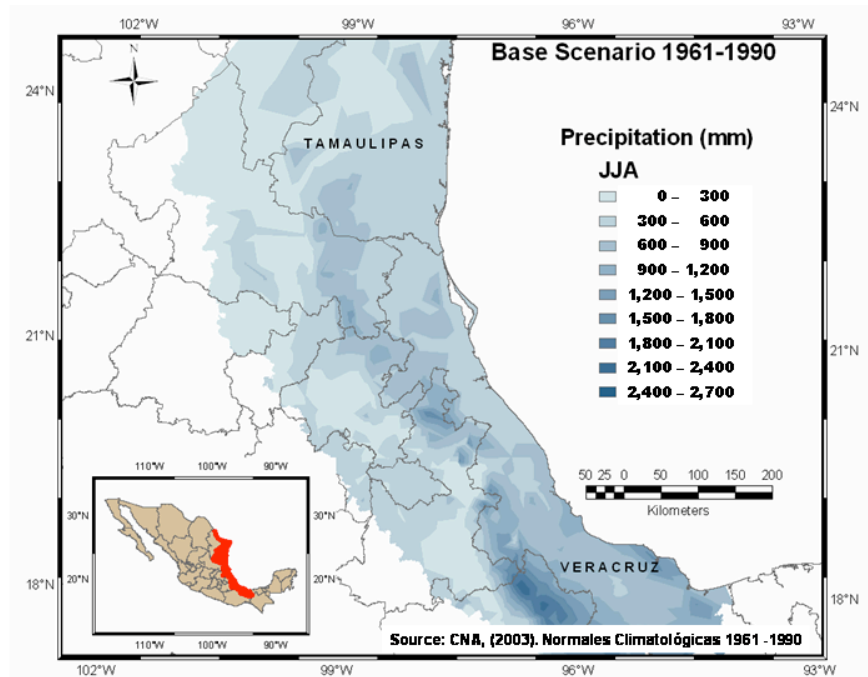 102°W 99°W 96°W 93°W
Base Scenario 1961-1990
N
24°N 24°N
TAMAULIPAS
Precipitation (mm)
JJA
0 – 300
300 – 600
600 – 900
900 – 1,200
1,200 – 1,500
1,500 – 1,800
1,800 – 2,100
2,100 – 2,400
2,400 – 2,700
21°N 21°N
50 25 0 50 100 150 200
Kilometers
110°W 100°W 90°W
30°N 30°N
20°N 20°N
110°W 100°W 90°W
VERACRUZ
18°N 18°N
Source: CNA, (2003). Normales Climatológicas 1961 -1990
102°W 99°W 96°W 93°W